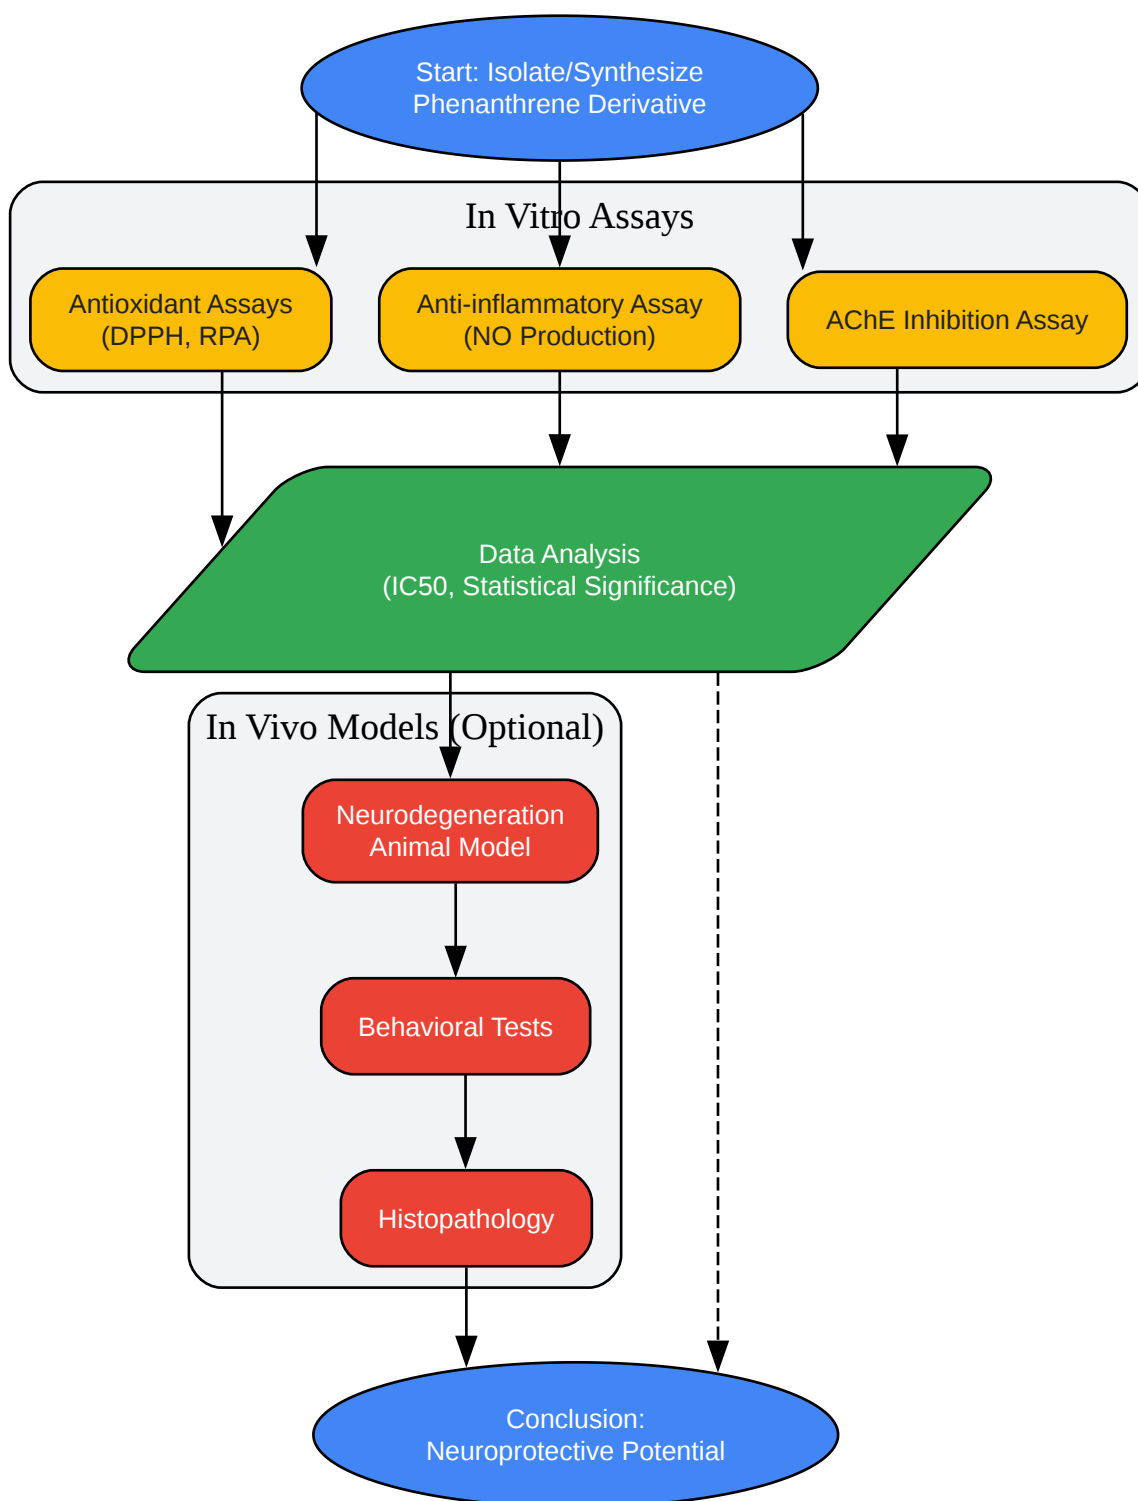 Start: Isolate/Synthesize
Phenanthrene Derivative
In Vitro Assays
Antioxidant Assays
(DPPH, RPA)
Anti-inflammatory Assay
(NO Production)
AChE Inhibition Assay
Data Analysis
(IC50, Statistical Significance)
In Vivo Models (Optional)
Neurodegeneration
Animal Model
Behavioral Tests
Histopathology
Conclusion:
Neuroprotective Potential